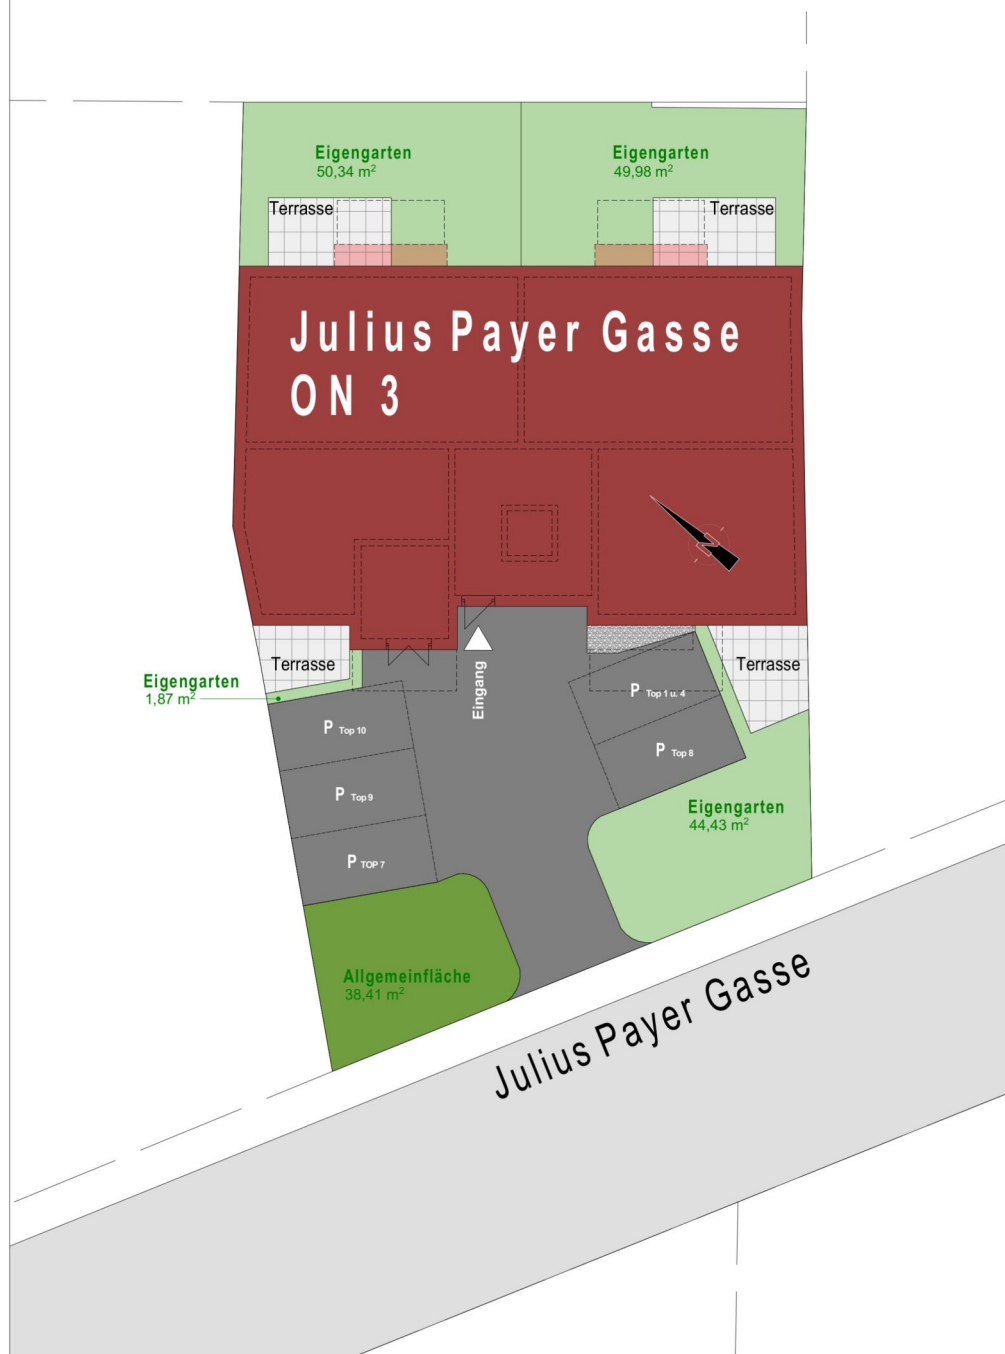 Eigengarten
50,34 m²
Eigengarten
49,98 m²
Terrasse
Terrasse
Julius Payer Gasse
ON 3
N
Terrasse
Eingang
Terrasse
Eigengarten
1,87 m²
P Top 10
P Top 9
P TOP 7
P Top 1 u. 4
P Top 8
Eigengarten
44,43 m²
Allgemeinfläche
38,41 m²
Julius Payer Gasse